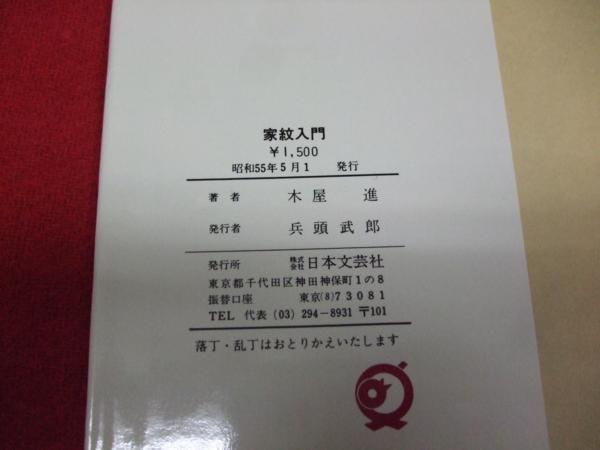 家紋入門
￥1,500
昭和55年5月1 発行
著者 木屋進
発行者 兵頭武郎
発行所 株式会社日本文芸社
東京都千代田区神田神保町1の8
振替口座 東京(8)73081
TEL 代表(03)294－8931 〒101
落丁・乱丁はおとりかえいたします